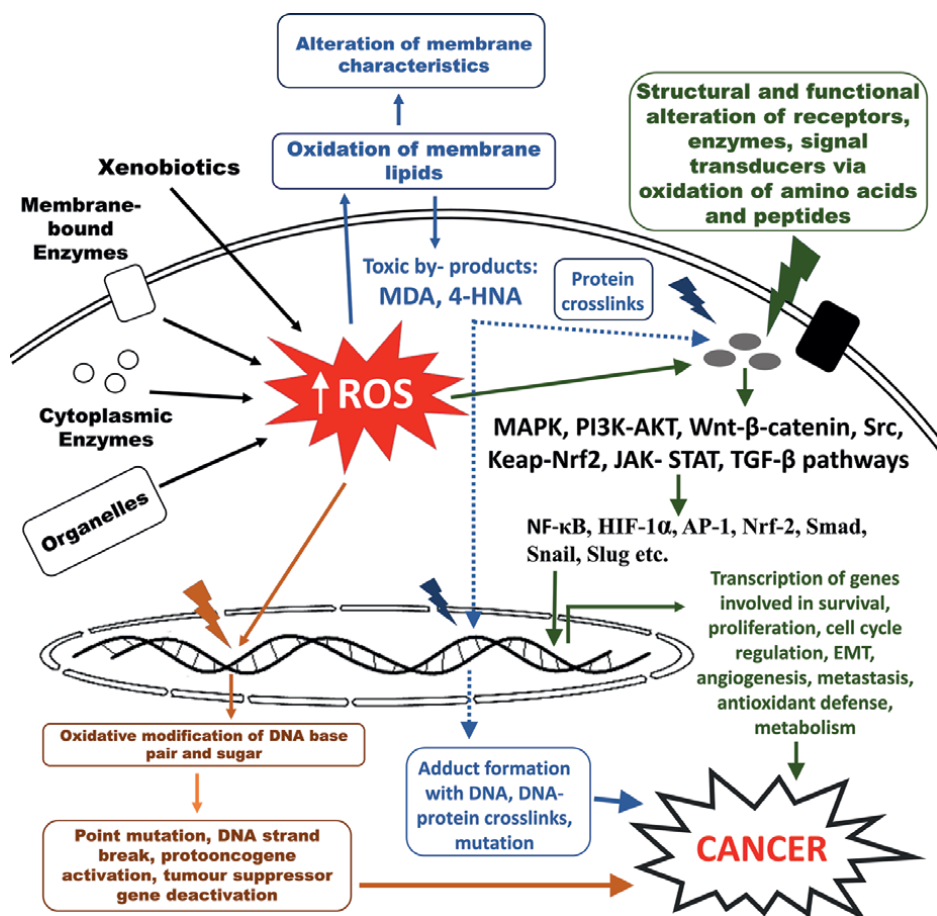 Alteration of membrane
characteristics
Structural and functional
alteration of receptors,
enzymes, signal
transducers via
oxidation of amino acids
and peptides
Oxidation of membrane
lipids
Xenobiotics
Membrane-
bound Enzymes
Toxic by- products:
MDA, 4-HNA
Protein
crosslinks
↑ ROS
Cytoplasmic
Enzymes
Organelles
MAPK, PI3K-AKT, Wnt-β-catenin, Src,
Keap-Nrf2, JAK- STAT, TGF-β pathways
NF-κB, HIF-1α, AP-1, Nrf-2, Smad,
Snail, Slug etc.
Transcription of genes
involved in survival,
proliferation, cell cycle
regulation, EMT,
angiogenesis, metastasis,
antioxidant defense,
metabolism
Oxidative modification of DNA base
pair and sugar
Adduct formation
with DNA, DNA-
protein crosslinks,
mutation
Point mutation, DNA strand
break, protooncogene
activation, tumour suppressor
gene deactivation
CANCER